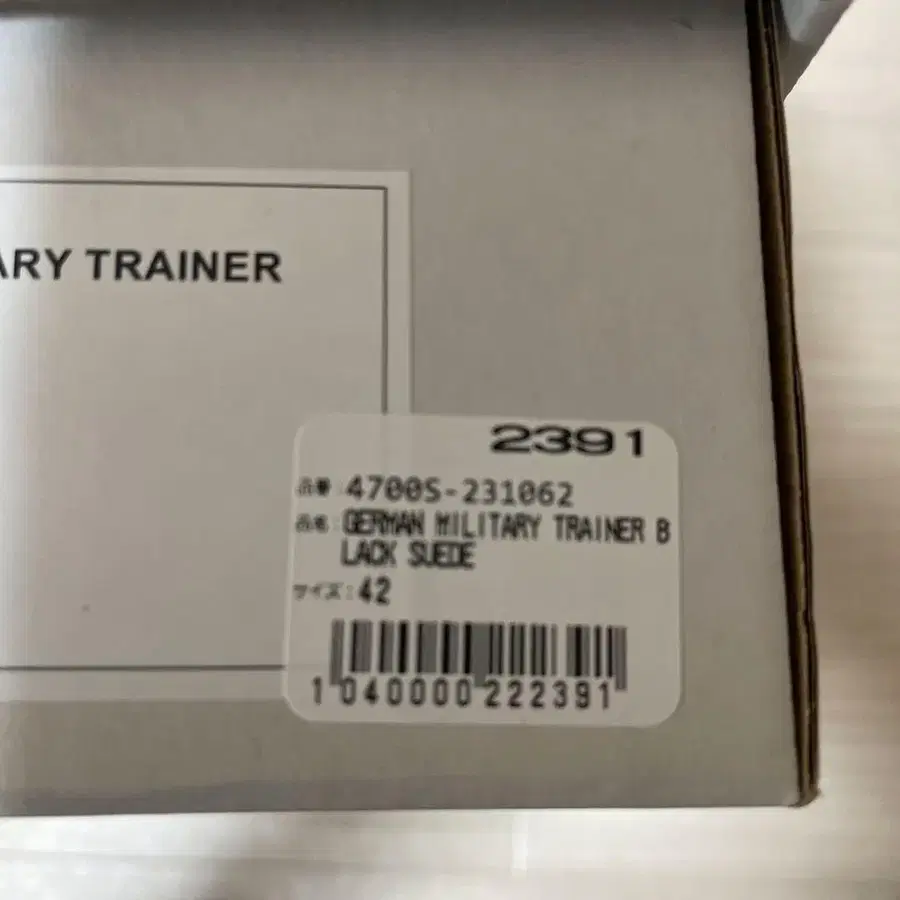 ARY TRAINER
2391
品番:4700S-231062
品名:GERMAN MILITARY TRAINER B
LACK SUEDE
サイズ:42
1040000222391